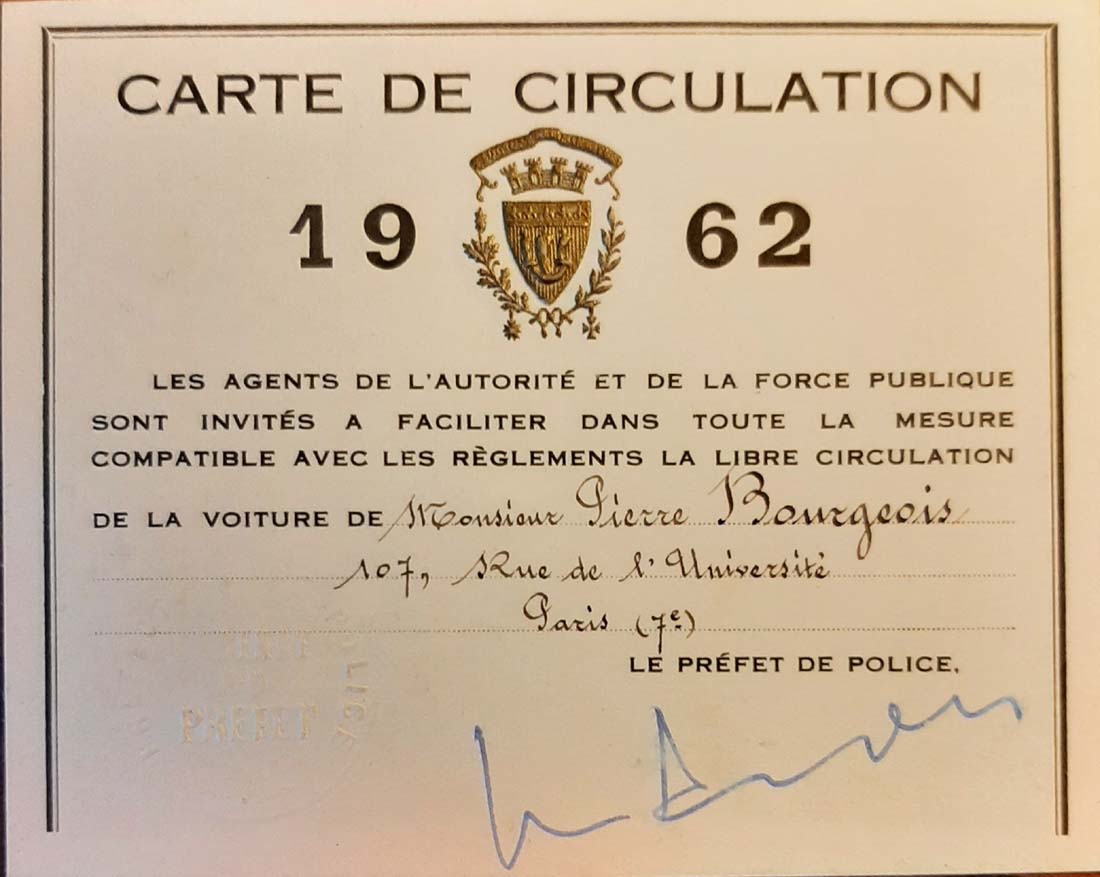 CARTE DE CIRCULATION
19 62
LES AGENTS DE L'AUTORITÉ ET DE LA FORCE PUBLIQUE
SONT INVITÉS A FACILITER DANS TOUTE LA MESURE
COMPATIBLE AVEC LES RÈGLEMENTS LA LIBRE CIRCULATION
DE LA VOITURE DE Monsieur Pierre Bourgeois
107, Rue de l'Université
Paris (7e)
LE PRÉFET DE POLICE,
PREFET